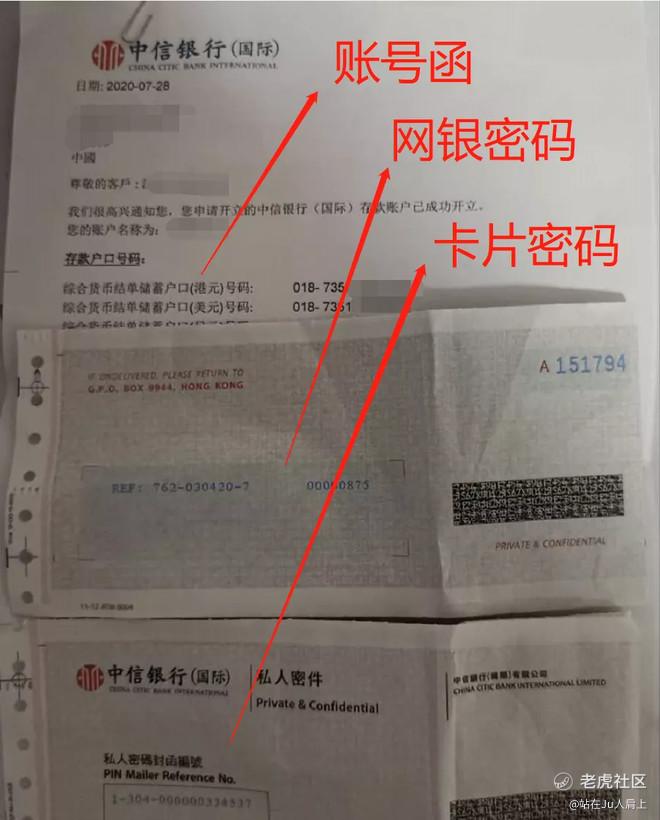 中信银行(国际)
CHINA CITIC BANK INTERNATIONAL
账号函
日期: 2020-07-28
网银密码
中國
尊敬的客戶:
我们很高兴通知您，您申请开立的中信银行（国际）存款账户已成功开立。
您的账户名称为:
卡片密码
存款户口号码:
综合货币结单储蓄户口(港元)号码: 018-735
综合货币结单储蓄户口(美元)号码: 018-7351
IF UNDELIVERED, PLEASE RETURN TO
G.P.O. BOX 9944, HONG KONG
A 151794
REF: 762-030420-7 00000875
PRIVATE & CONFIDENTIAL
中信银行(国际)
CHINA CITIC BANK INTERNATIONAL
私人密件
Private & Confidential
中信银行(國際)有限公司
CHINA CITIC BANK INTERNATIONAL LIMITED
私人密碼封函編號
PIN Mailer Reference No.
1-304-000000334537
老虎社区
@站在Ju人肩上